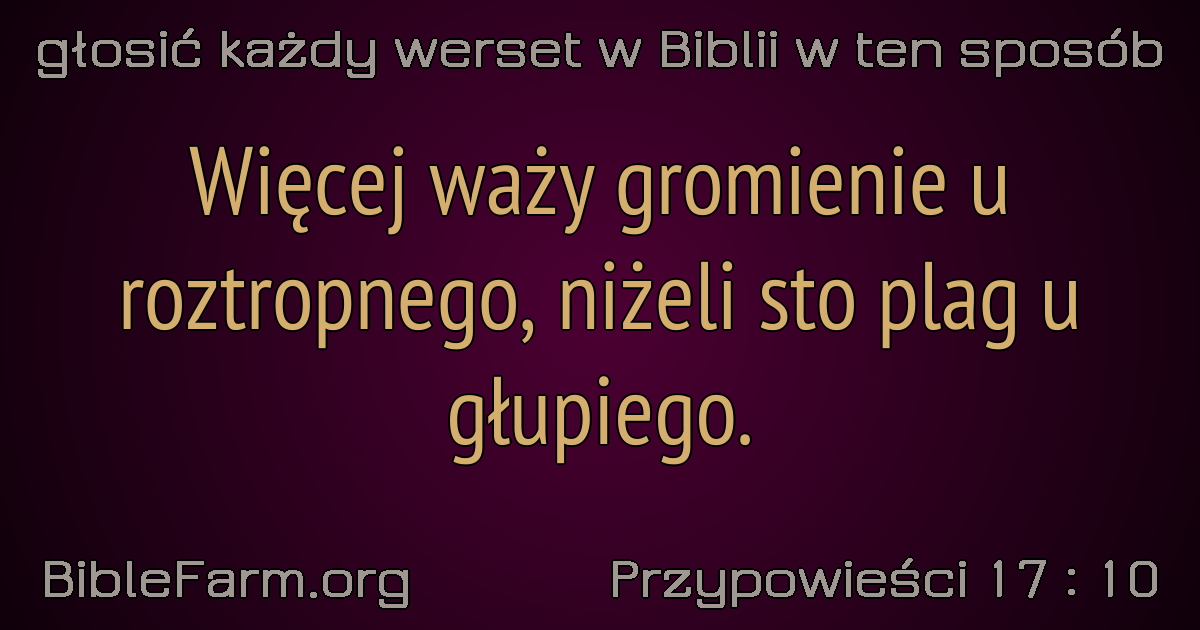 głosić każdy werset w Biblii w ten sposób
Więcej waży gromienie u
roztropnego, niżeli sto plag u
głupiego.
BibleFarm.org
Przypowieści 17 : 10